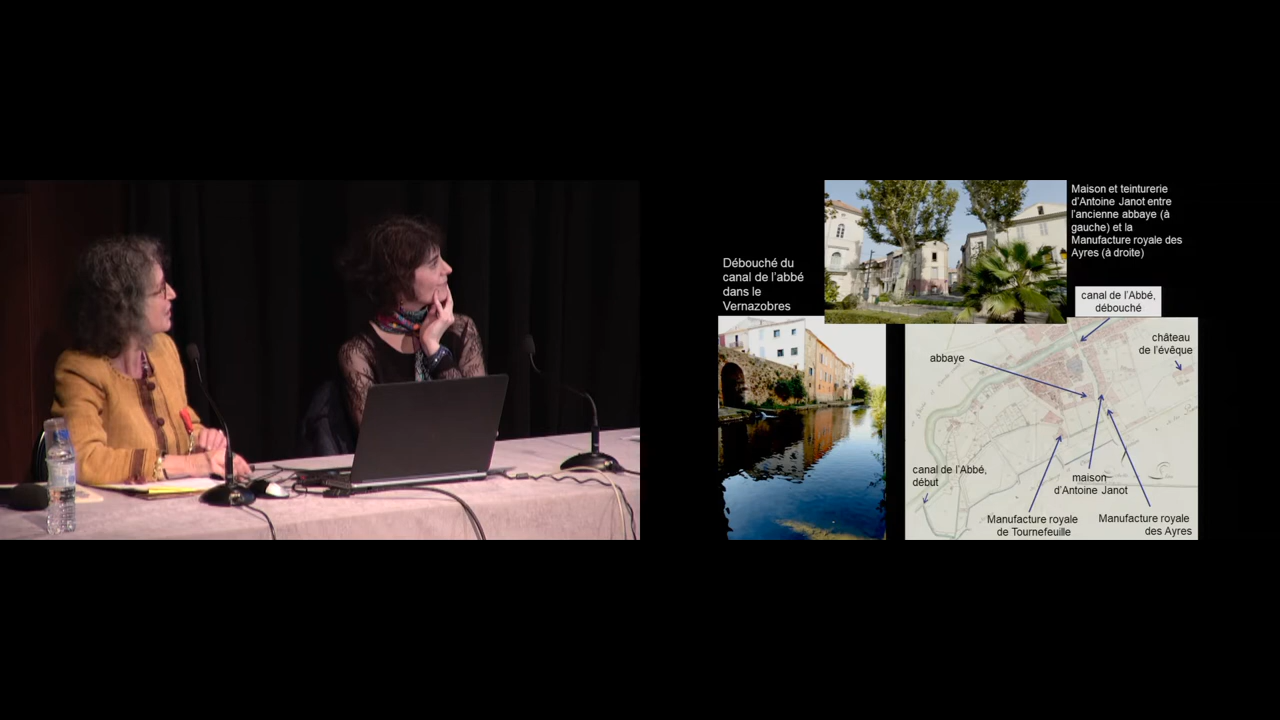 Maison et teinturerie
d'Antoine Janot entre
l'ancienne abbaye (à
gauche) et la
Manufacture royale des
Ayres (à droite)
Débouché du
canal de l'abbé
dans le
Vernazobres
canal de l'Abbé,
débouché
château
de l'évêque
abbaye
canal de l'Abbé,
début
maison
d'Antoine Janot
Manufacture royale
de Tournefeuille
Manufacture royale
des Ayres